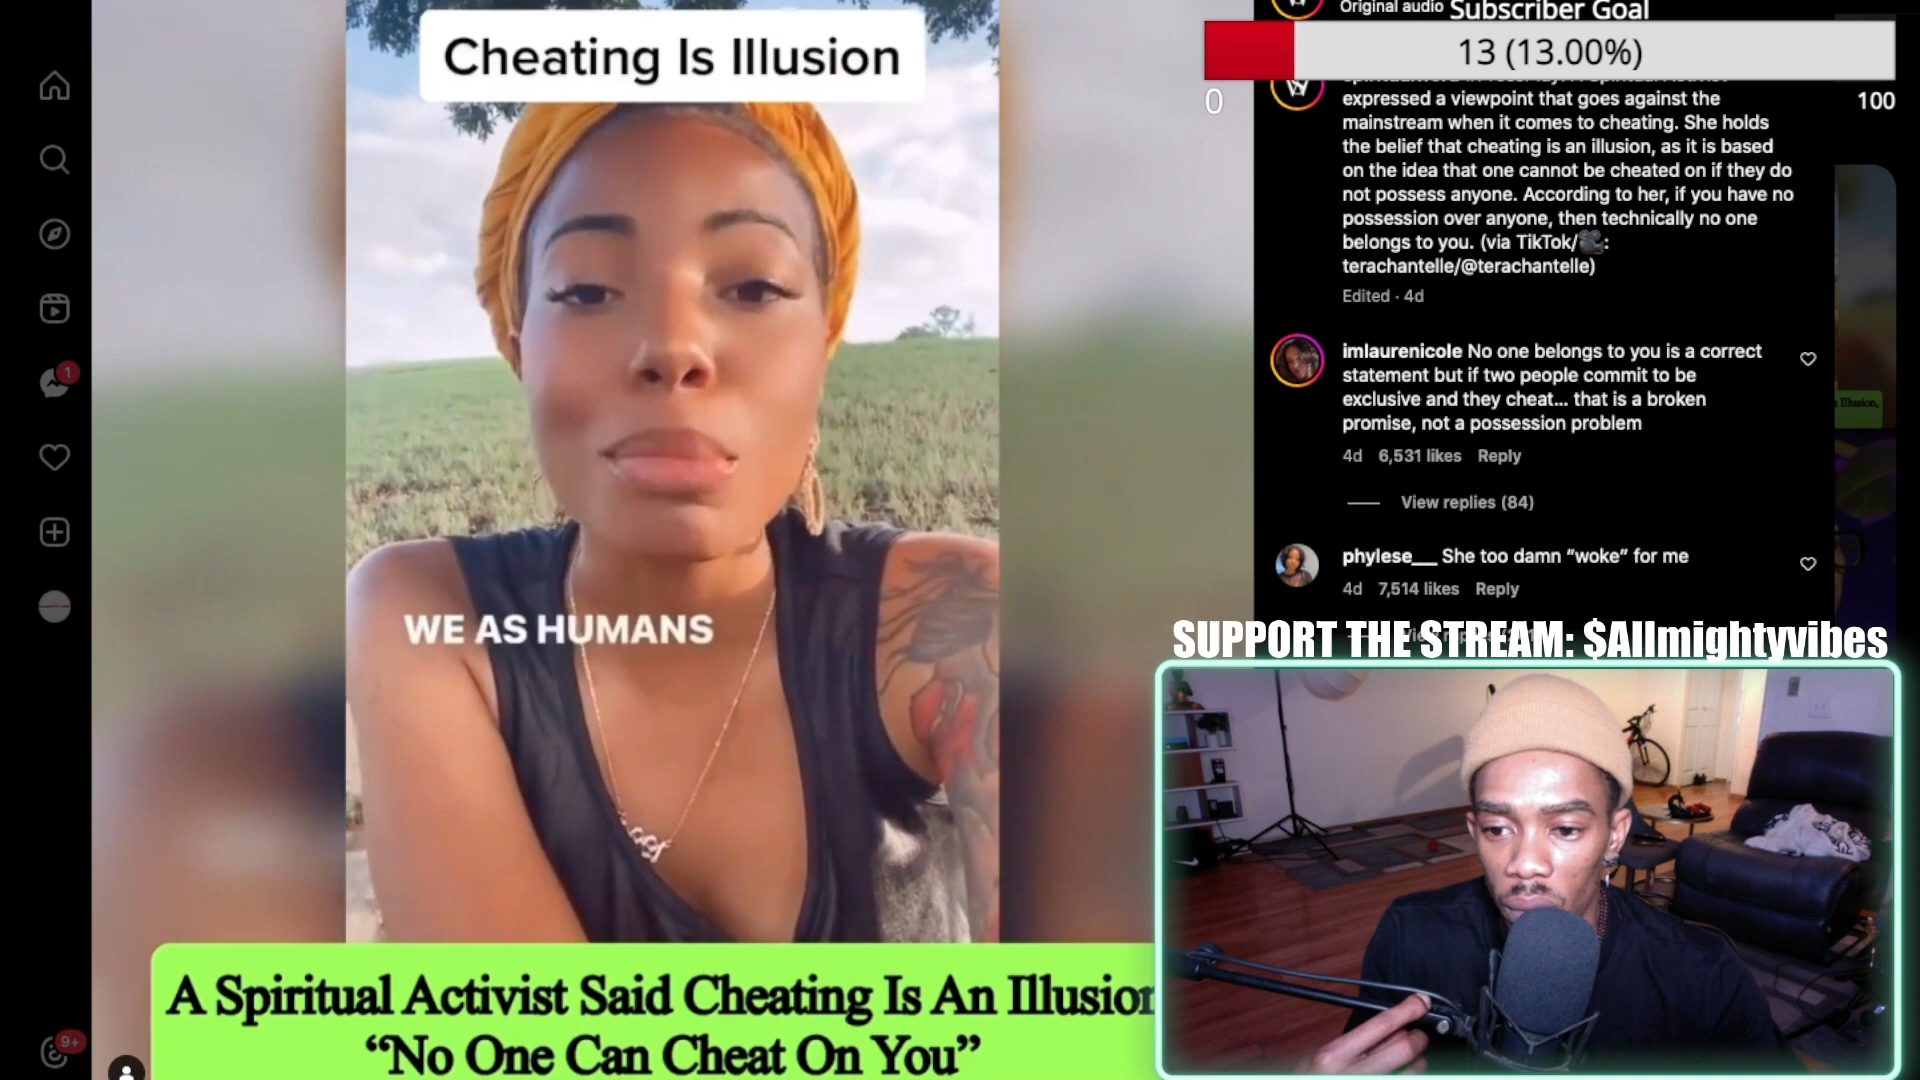 Cheating Is Illusion
WE AS HUMANS
A Spiritual Activist Said Cheating Is An Illusion
“No One Can Cheat On You”
1
9+
Original audio
Subscriber Goal
13 (13.00%)
0
100
expressed a viewpoint that goes against the
mainstream when it comes to cheating. She holds
the belief that cheating is an illusion, as it is based
on the idea that one cannot be cheated on if they do
not possess anyone. According to her, if you have no
possession over anyone, then technically no one
belongs to you. (via TikTok/🎥:
terachantelle/@terachantelle)
Edited · 4d
imlaurenicole No one belongs to you is a correct
statement but if two people commit to be
exclusive and they cheat... that is a broken
promise, not a possession problem
4d 6,531 likes Reply
View replies (84)
phylese__ She too damn “woke” for me
4d 7,514 likes Reply
Illusion,
SUPPORT THE STREAM: $Allmightyvibes